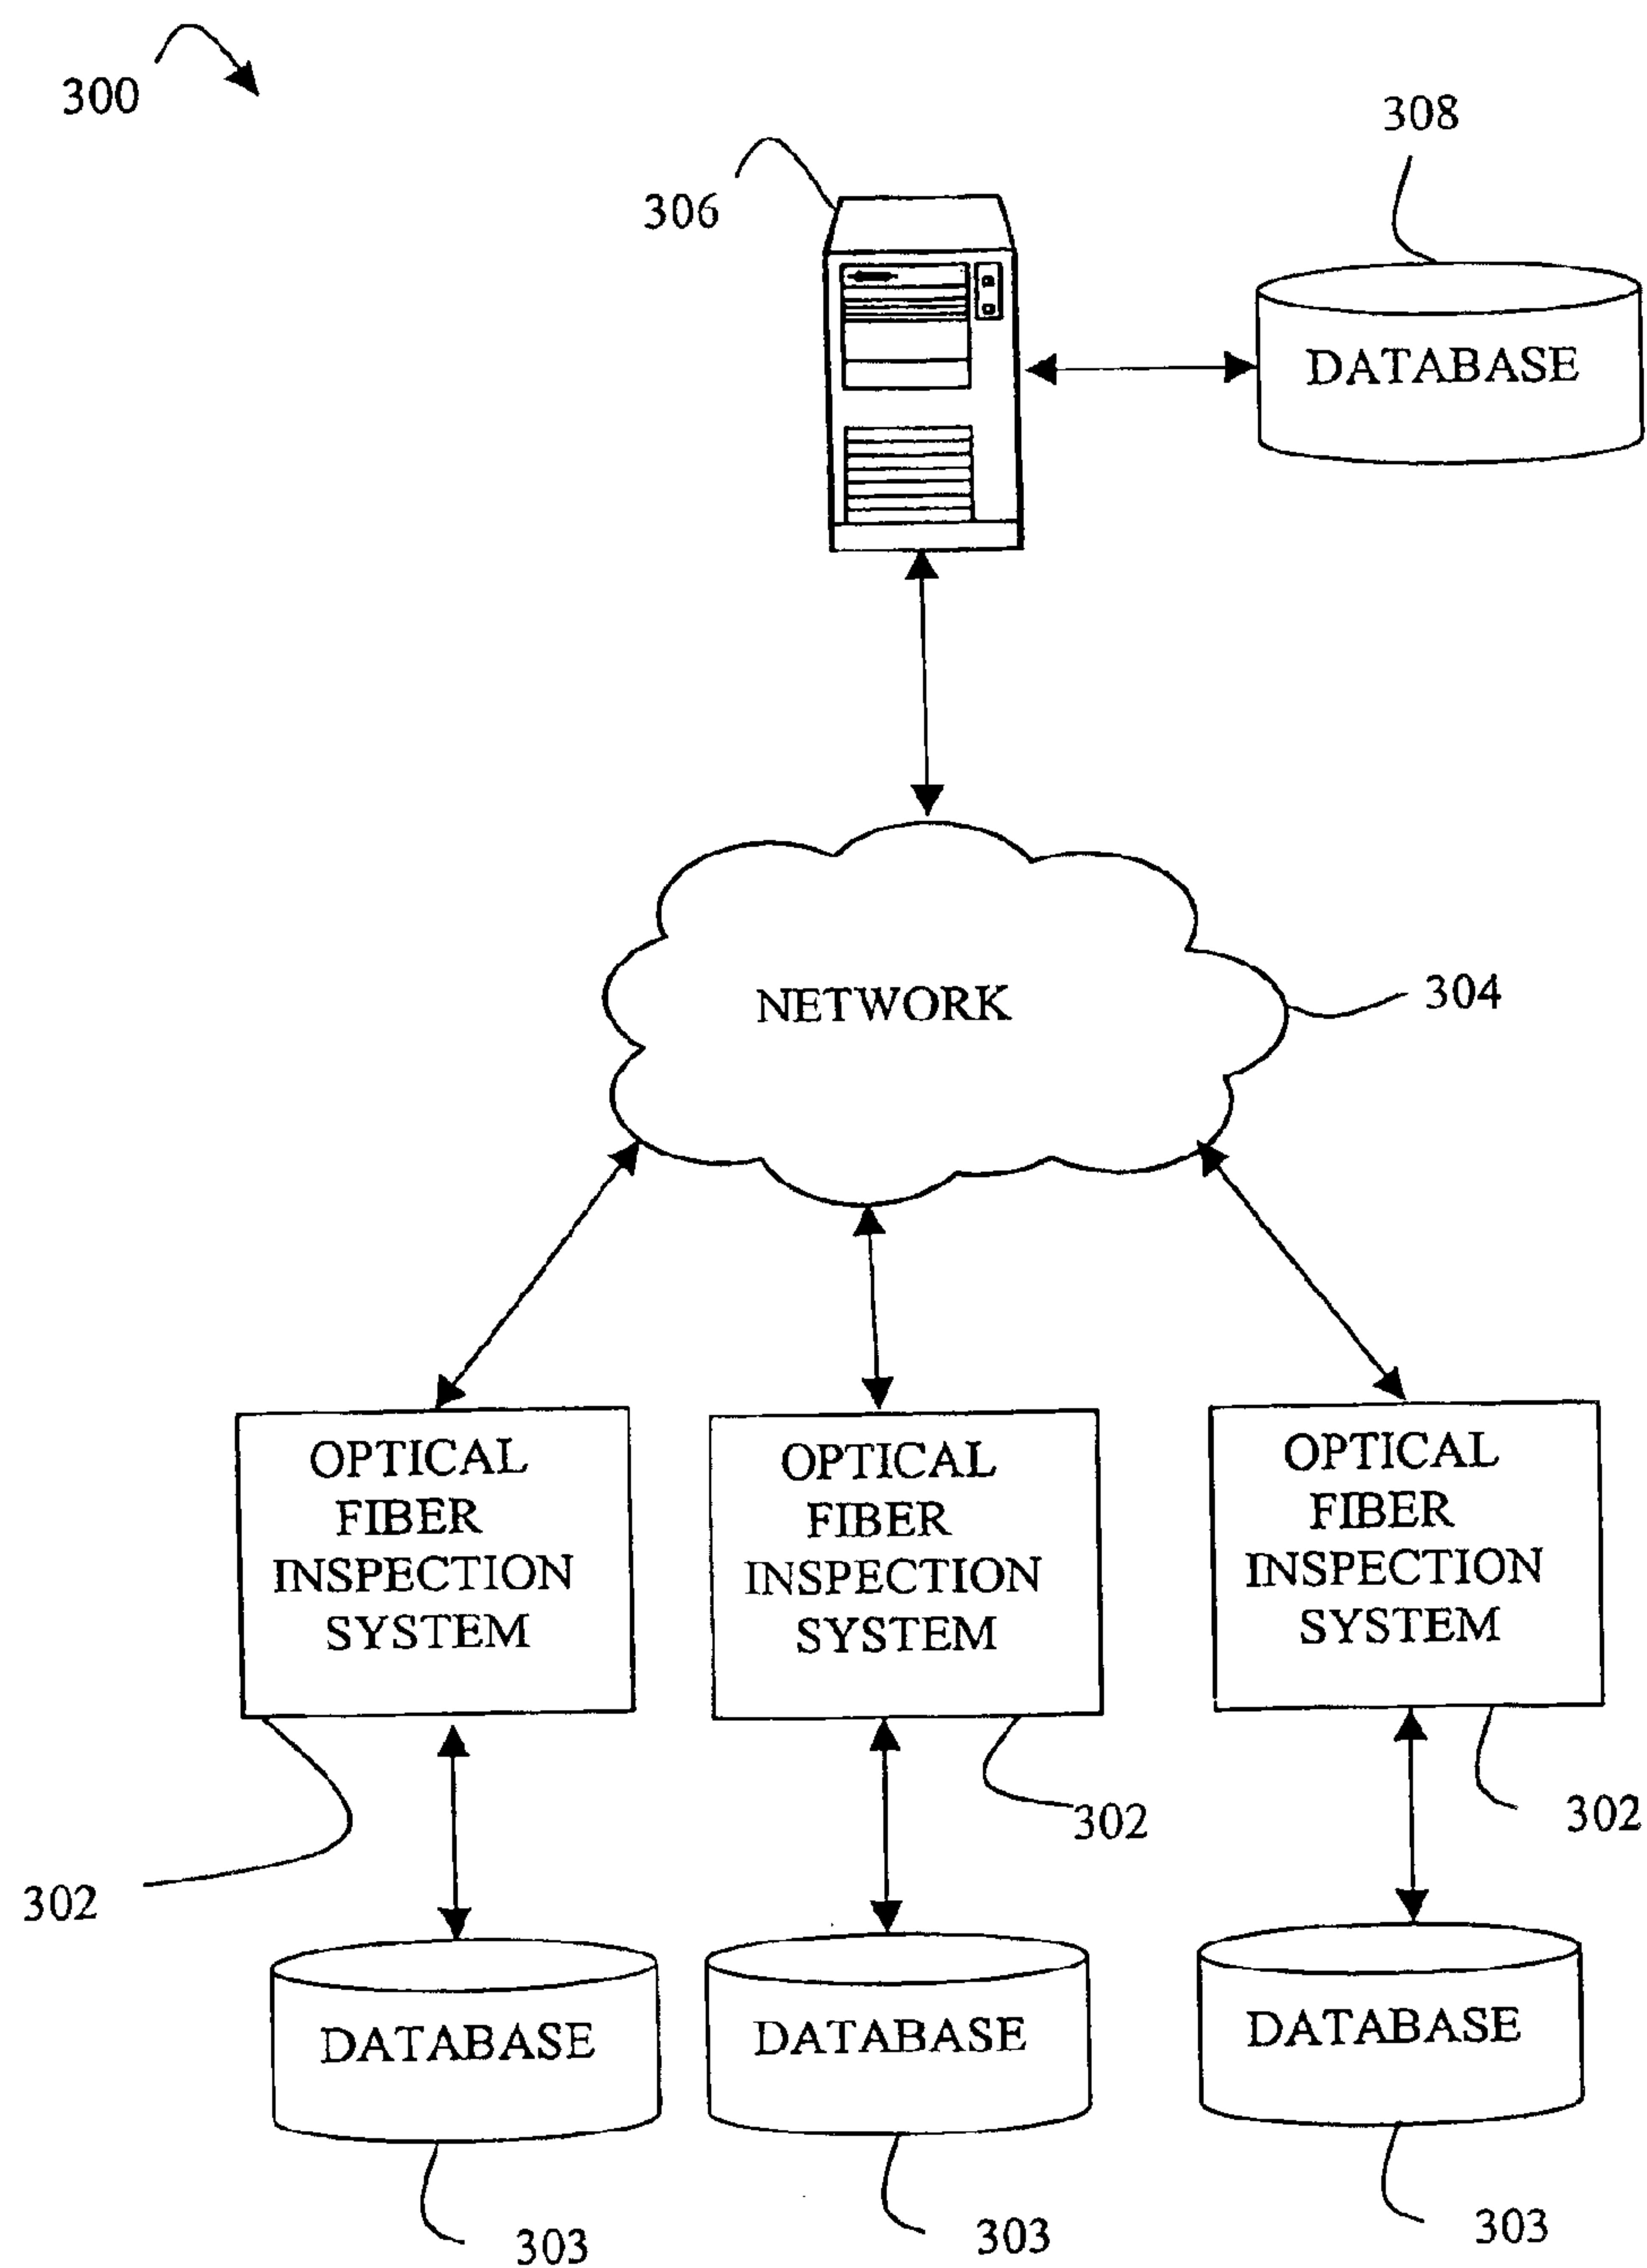 300
308
306
DATABASE
NETWORK
304
OPTICAL
FIBER
INSPECTION
SYSTEM
OPTICAL
FIBER
INSPECTION
SYSTEM
OPTICAL
FIBER
INSPECTION
SYSTEM
302
302
302
DATABASE
DATABASE
DATABASE
303
303
303